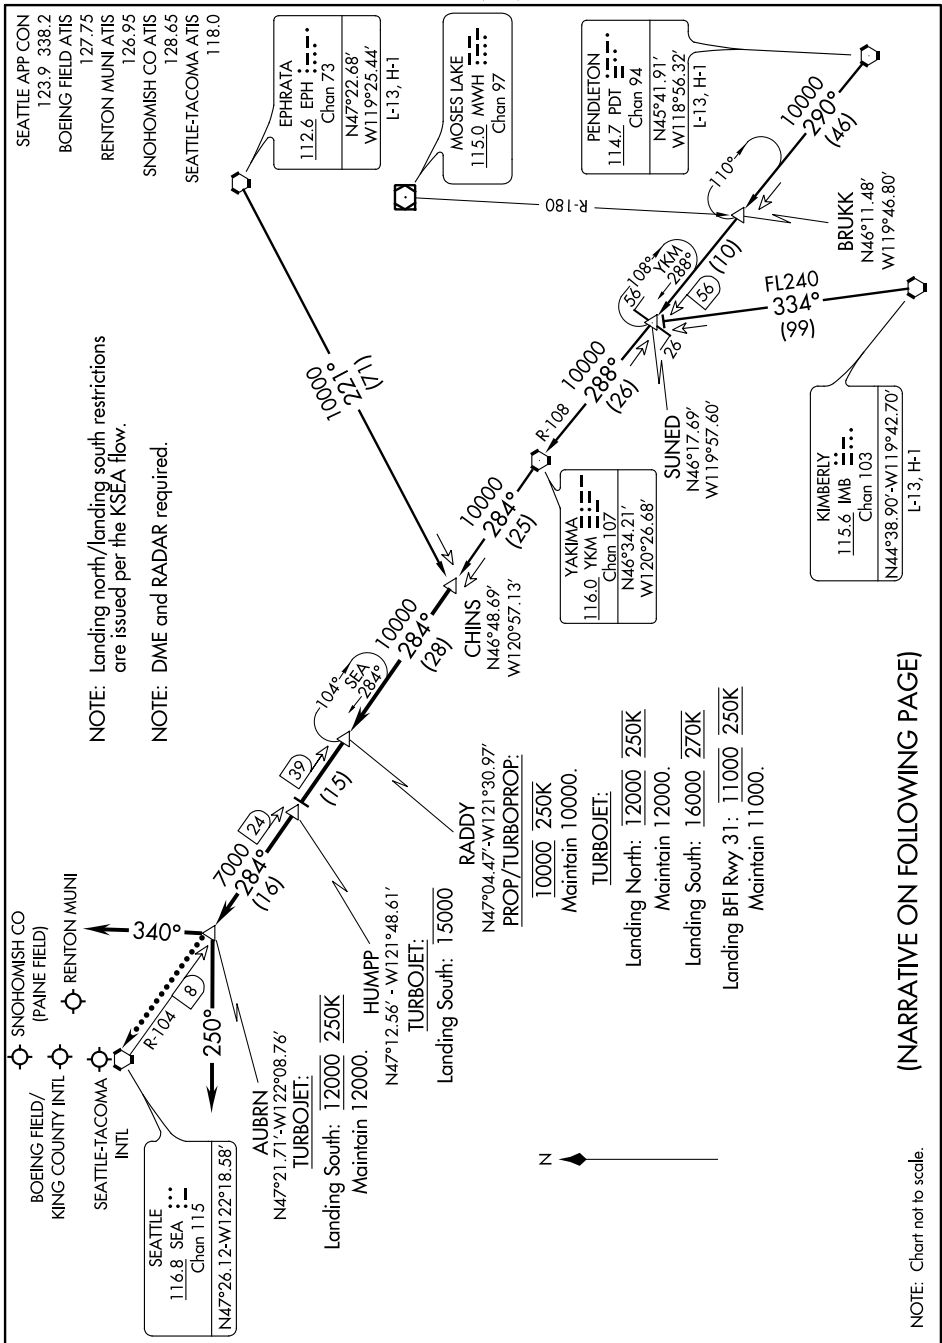 SEATTLE APP CON
123.9 338.2
BOEING FIELD ATIS
127.75
RENTON MUNI ATIS
126.95
SNOHOMISH CO ATIS
128.65
SEATTLE-TACOMA ATIS
118.0
NOTE: Landing north/landing south restrictions
are issued per the KSEA flow.
NOTE: DME and RADAR required.
SNOHOMISH CO
(PAINE FIELD)
BOEING FIELD/
KING COUNTY INTL
RENTON MUNI
SEATTLE-TACOMA
INTL
SEATTLE
116.8 SEA
Chan 115
N47°26.12-W122°18.58'
R-104
8
340°
250°
AUBRN
N47°21.71'-W122°08.76'
TURBOJET:
Landing South: 12000 250K
Maintain 12000.
7000
284°
(16)
24
HUMPP
N47°12.56' - W121°48.61'
TURBOJET:
Landing South: 15000
39
(15)
RADDY
N47°04.47'-W121°30.97'
PROP/TURBOPROP:
10000 250K
Maintain 10000.
TURBOJET:
Landing North: 12000 250K
Maintain 12000.
Landing South: 16000 270K
Landing BFI Rwy 31: 11000 250K
Maintain 11000.
104°
SEA
284°
10000
284°
(28)
CHINS
N46°48.69'
W120°57.13'
10000
221°
(71)
EPHRATA
112.6 EPH
Chan 73
N47°22.68'
W119°25.44'
L-13, H-1
10000
284°
(25)
YAKIMA
116.0 YKM
Chan 107
N46°34.21'
W120°26.68'
R-108
10000
288°
(26)
SUNED
N46°17.69'
W119°57.60'
26
56
108°
YKM
288°
56
(10)
MOSES LAKE
115.0 MWH
Chan 97
R-180
110°
BRUKK
N46°11.48'
W119°46.80'
10000
290°
(46)
PENDLETON
114.7 PDT
Chan 94
N45°41.91'
W118°56.32'
L-13, H-1
FL240
334°
(99)
KIMBERLY
115.6 IMB
Chan 103
N44°38.90'-W119°42.70'
L-13, H-1
N
(NARRATIVE ON FOLLOWING PAGE)
NOTE: Chart not to scale.